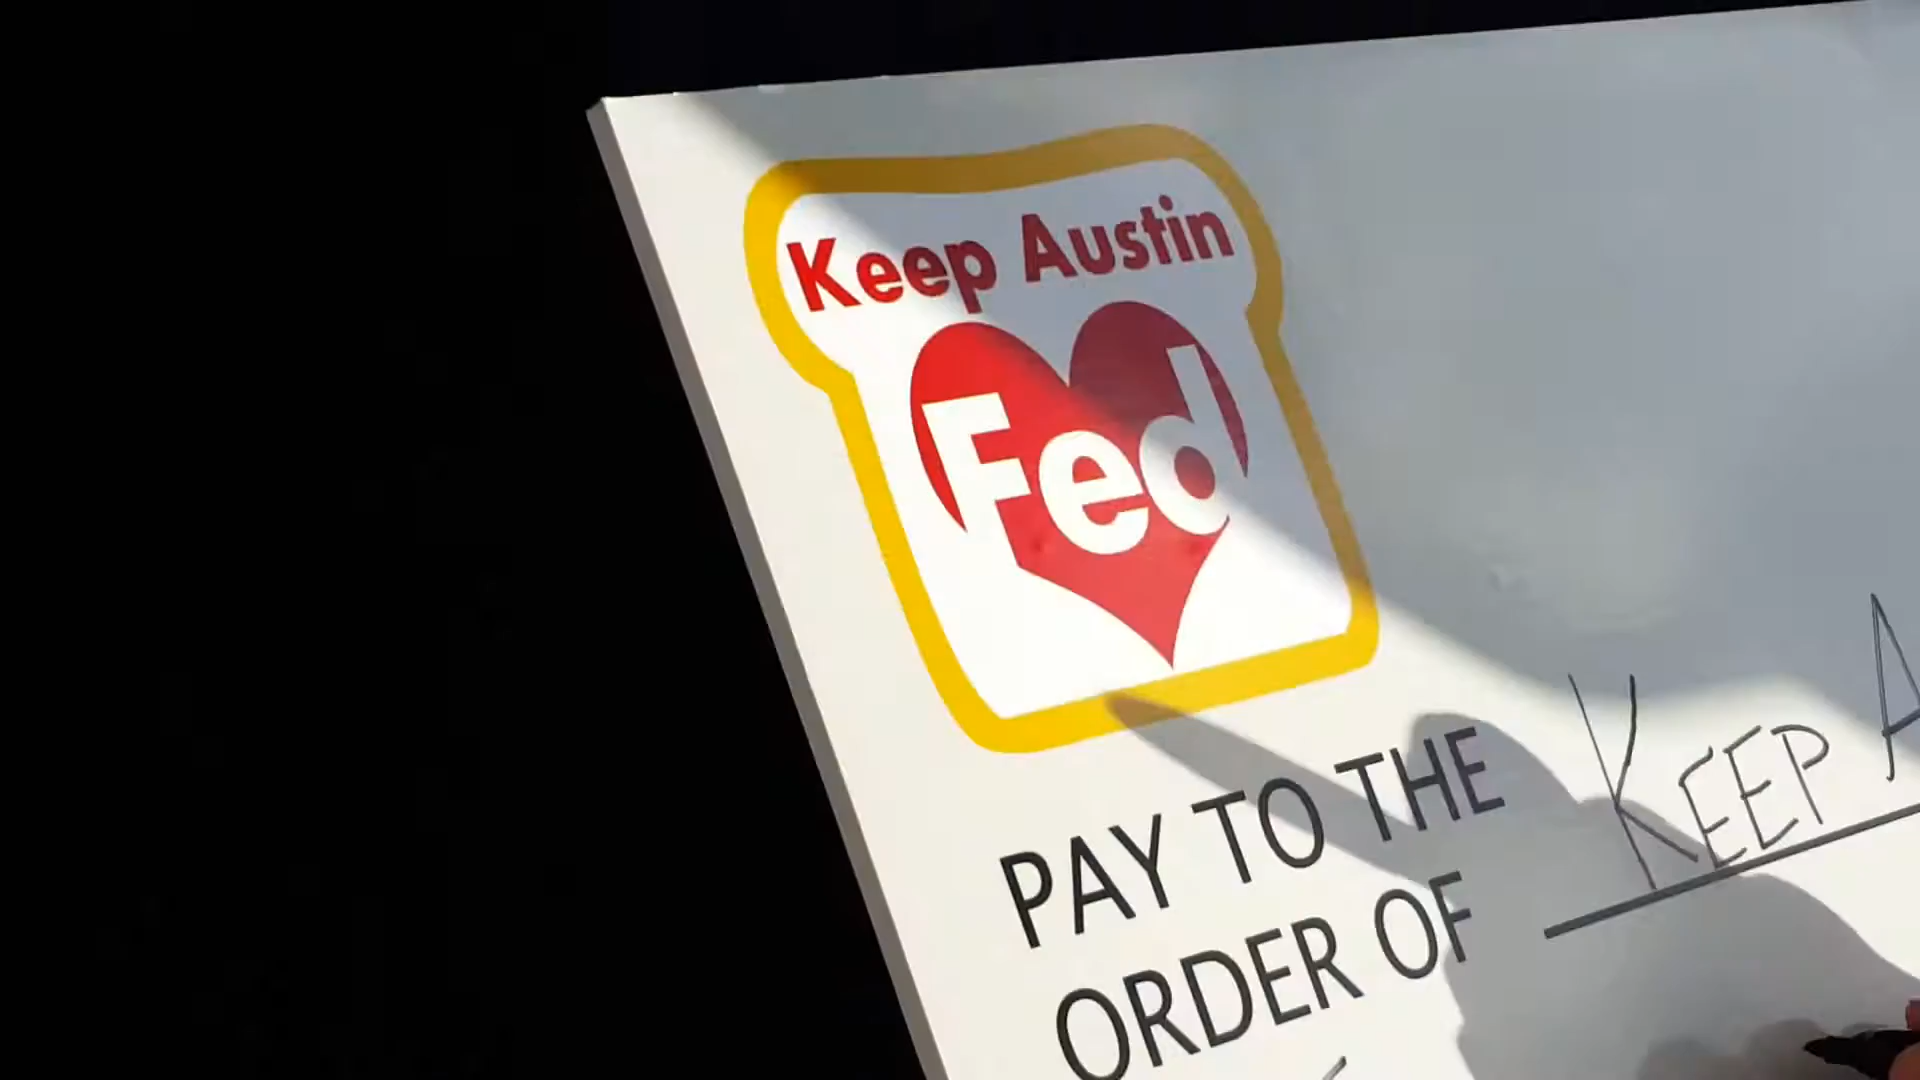 Keep Austin
Fed
PAY TO THE
ORDER OF
KEEP A